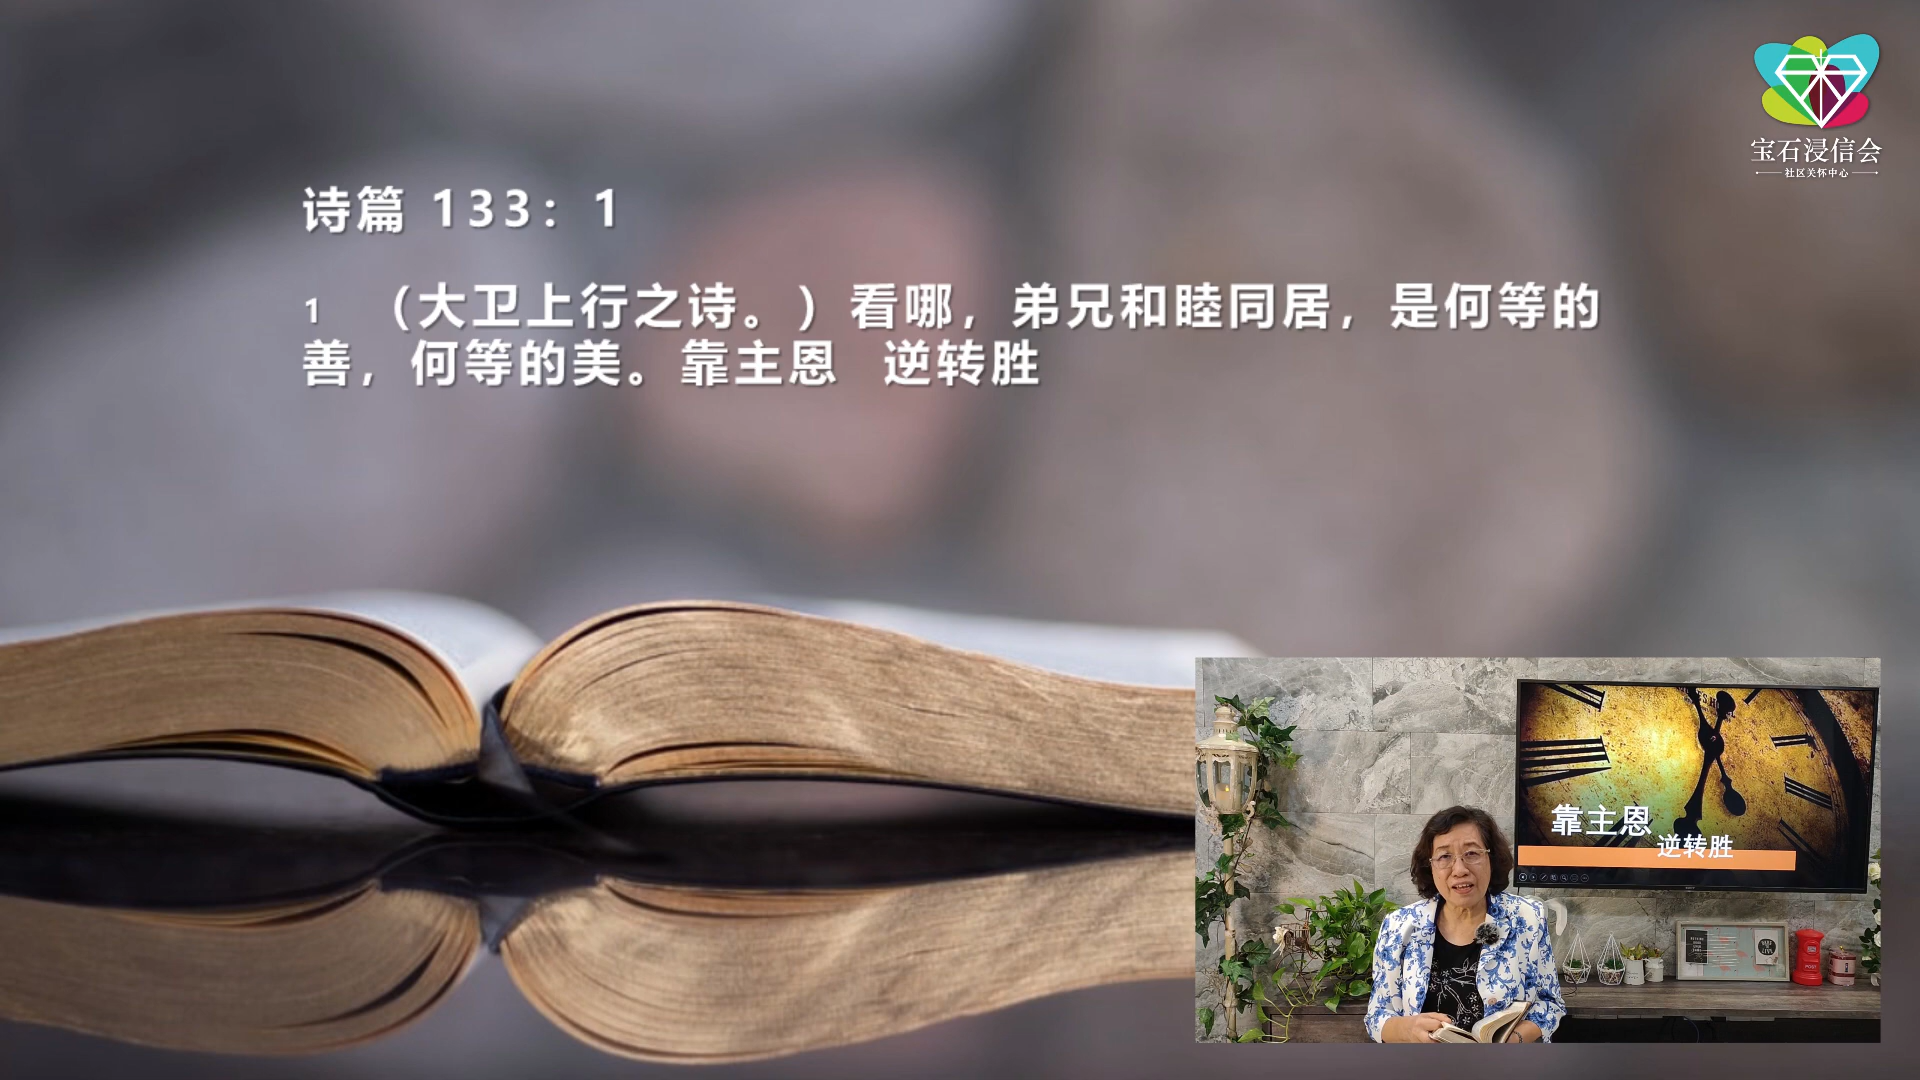 宝石浸信会
社区关怀中心
诗篇 133：1
1 （大卫上行之诗。）看哪，弟兄和睦同居，是何等的
善，何等的美。靠主恩 逆转胜
靠主恩
逆转胜